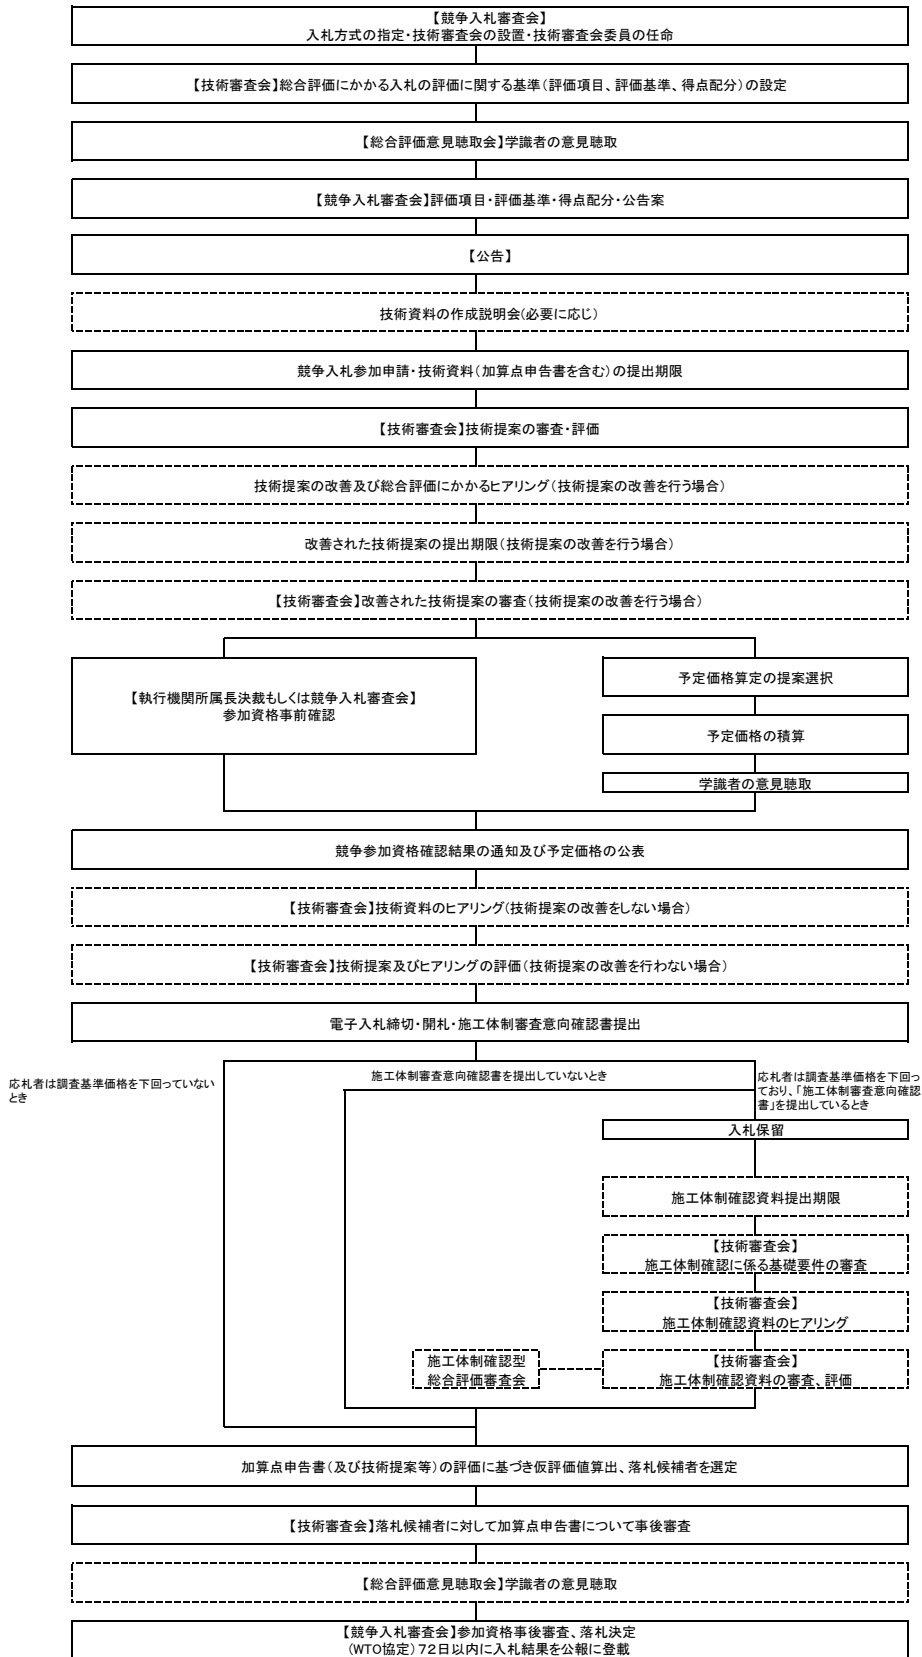 【競争入札審査会】
入札方式の指定・技術審査会の設置・技術審査会委員の任命
【技術審査会】総合評価にかかる入札の評価に関する基準（評価項目、評価基準、得点配分）の設定
【総合評価意見聴取会】学識者の意見聴取
【競争入札審査会】評価項目・評価基準・得点配分・公告案
【公告】
技術資料の作成説明会（必要に応じ）
競争入札参加申請・技術資料（加算点申告書を含む）の提出期限
【技術審査会】技術提案の審査・評価
技術提案の改善及び総合評価にかかるヒアリング（技術提案の改善を行う場合）
改善された技術提案の提出期限（技術提案の改善を行う場合）
【技術審査会】改善された技術提案の審査（技術提案の改善を行う場合）
【執行機関所属長決裁もしくは競争入札審査会】
参加資格事前確認
予定価格算定の提案選択
予定価格の積算
学識者の意見聴取
競争参加資格確認結果の通知及び予定価格の公表
【技術審査会】技術資料のヒアリング（技術提案の改善をしない場合）
【技術審査会】技術提案及びヒアリングの評価（技術提案の改善を行わない場合）
電子入札締切・開札・施工体制審査意向確認書提出
応札者は調査基準価格を下回っていない
とき
施工体制審査意向確認書を提出していないとき
応札者は調査基準価格を下回っ
ており、「施工体制審査意向確認
書」を提出しているとき
入札保留
施工体制確認資料提出期限
【技術審査会】
施工体制確認に係る基礎要件の審査
【技術審査会】
施工体制確認資料のヒアリング
施工体制確認型
総合評価審査会
【技術審査会】
施工体制確認資料の審査、評価
加算点申告書（及び技術提案等）の評価に基づき仮評価値算出、落札候補者を選定
【技術審査会】落札候補者に対して加算点申告書について事後審査
【総合評価意見聴取会】学識者の意見聴取
【競争入札審査会】参加資格事後審査、落札決定
（WTO協定）７２日以内に入札結果を公報に登載